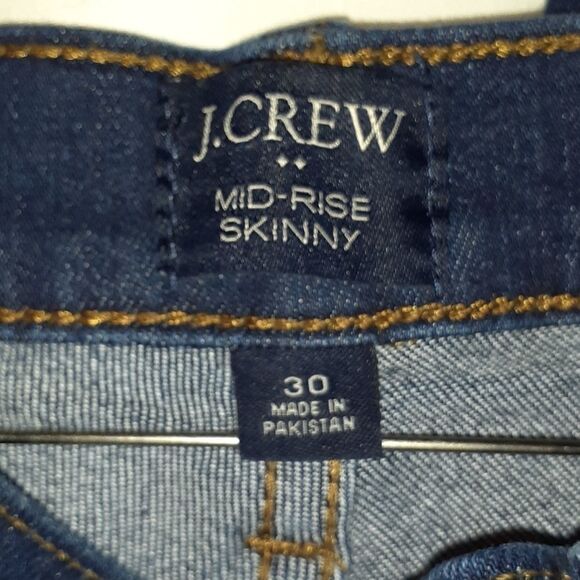 J.CREW
MID-RISE
SKINNY
30
MADE IN
PAKISTAN